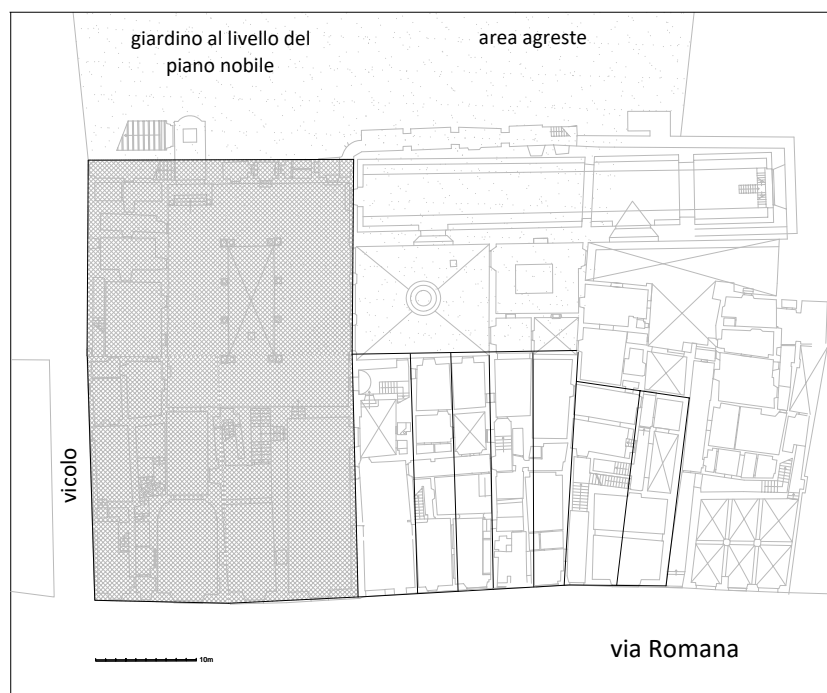 giardino al livello del
piano nobile
area agreste
vicolo
via Romana
10m